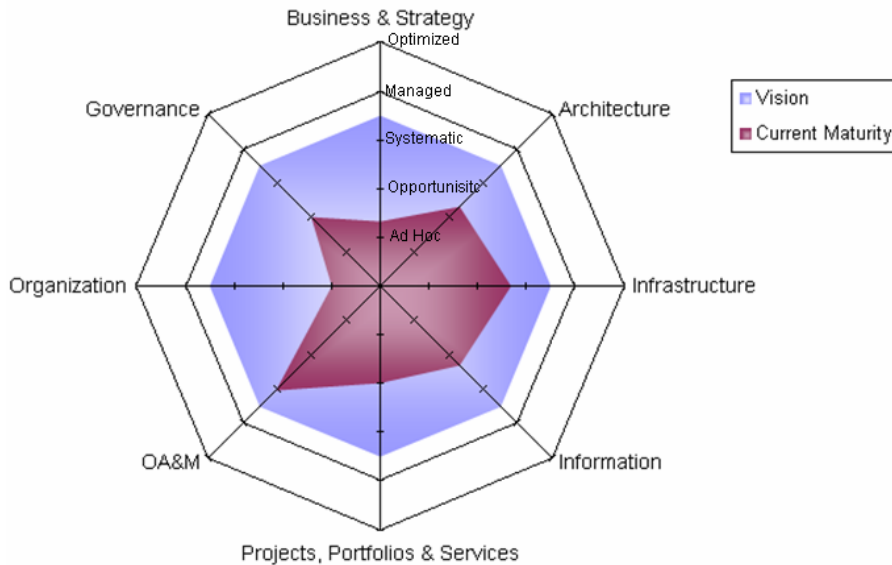 Business & Strategy
Optimized
Managed
Governance
Architecture
Vision
Current Maturity
Systematic
Opportunisitc
Ad Hoc
Organization
Infrastructure
OA&M
Information
Projects, Portfolios & Services